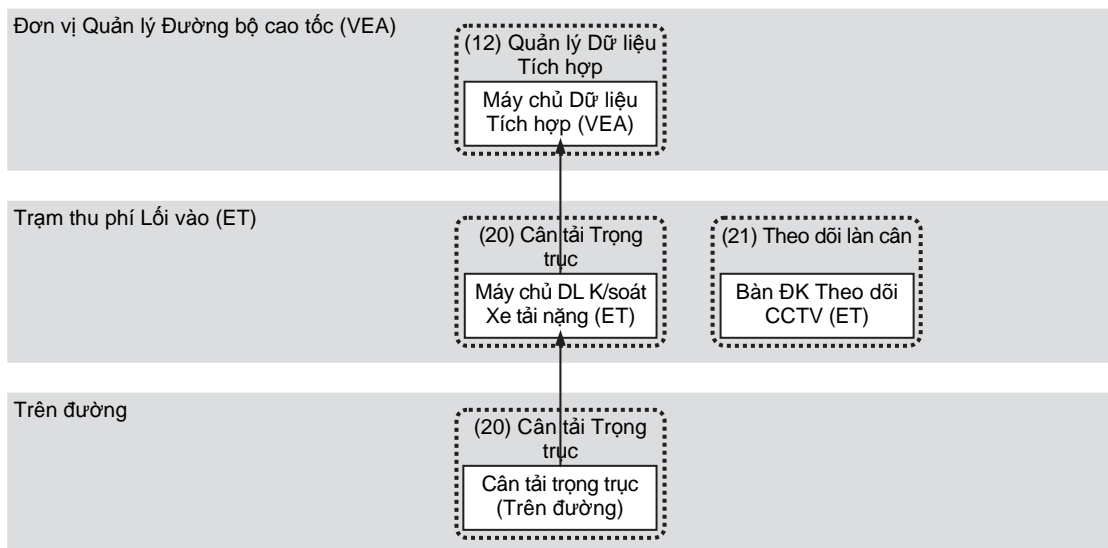 Đơn vị Quản lý Đường bộ cao tốc (VEA)
(12) Quản lý Dữ liệu
Tích hợp
Máy chủ Dữ liệu
Tích hợp (VEA)
Trạm thu phí Lối vào (ET)
(20) Cân tải Trọng
trục
Máy chủ DL K/soát
Xe tải nặng (ET)
(21) Theo dõi làn cân
Bàn ĐK Theo dõi
CCTV (ET)
Trên đường
(20) Cân tải Trọng
trục
Cân tải trọng trục
(Trên đường)